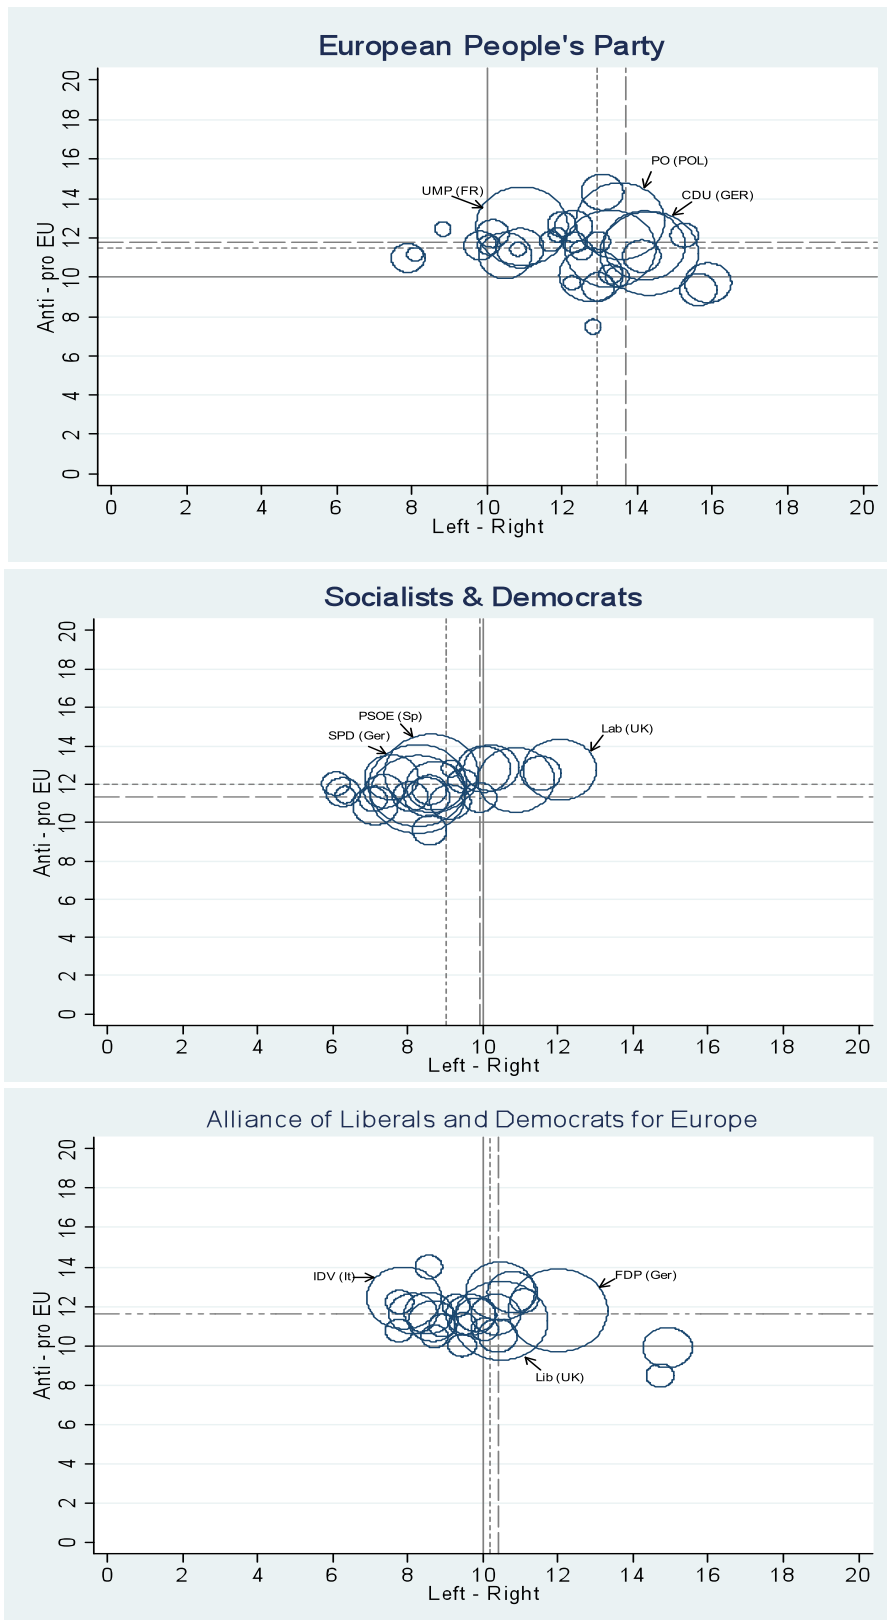 European People's Party
20
18
16
14
12
10
8
6
4
2
0
Anti - pro EU
UMP (FR)
PO (POL)
CDU (GER)
0 2 4 6 8 10 12 14 16 18 20
Left - Right
Socialists & Democrats
20
18
16
14
12
10
8
6
4
2
0
Anti - pro EU
PSOE (Sp)
SPD (Ger)
Lab (UK)
0 2 4 6 8 10 12 14 16 18 20
Left - Right
Alliance of Liberals and Democrats for Europe
20
18
16
14
12
10
8
6
4
2
0
Anti - pro EU
IDV (It)
FDP (Ger)
Lib (UK)
0 2 4 6 8 10 12 14 16 18 20
Left - Right